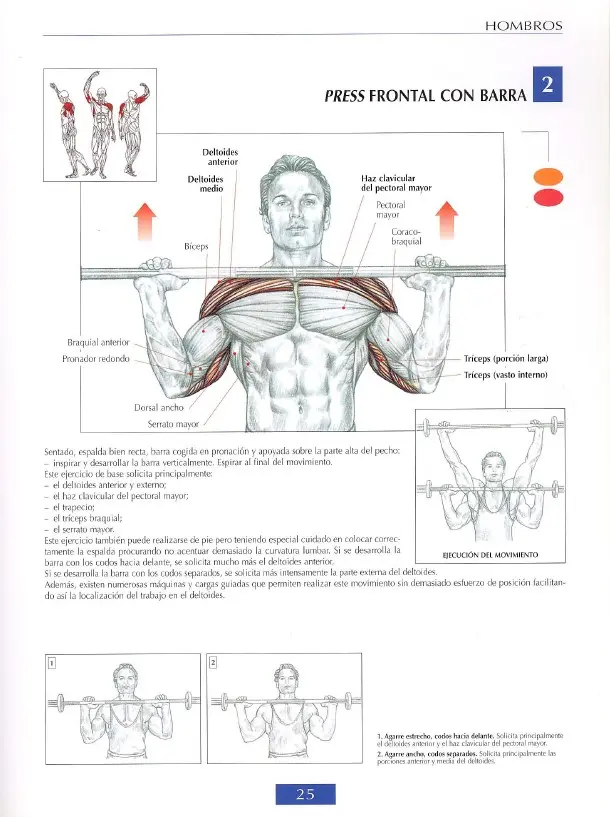 HOMBROS
PRESS FRONTAL CON BARRA
2
Deltoides
anterior
Deltoides
medio
Haz clavicular
del pectoral mayor
Pectoral
mayor
Coraco-
braquial
Bíceps
Braquial anterior
Pronador redondo
Tríceps (porción larga)
Tríceps (vasto interno)
Dorsal ancho
Serrato mayor
Sentado, espalda bien recta, barra cogida en pronación y apoyada sobre la parte alta del pecho:
– inspirar y desarrollar la barra verticalmente. Espirar al final del movimiento.
Este ejercicio de base solicita principalmente:
– el deltoides anterior y externo;
– el haz clavicular del pectoral mayor;
– el trapecio;
– el tríceps braquial;
– el serrato mayor.
Este ejercicio también puede realizarse de pie pero teniendo especial cuidado en colocar correc-
tamente la espalda procurando no acentuar demasiado la curvatura lumbar. Si se desarrolla la
barra con los codos hacia delante, se solicita mucho más el deltoides anterior.
Si se desarrolla la barra con los codos separados, se solicita más intensamente la parte externa del deltoides.
Además, existen numerosas máquinas y cargas guiadas que permiten realizar este movimiento sin demasiado esfuerzo de posición facilitan-
do así la localización del trabajo en el deltoides.
EJECUCIÓN DEL MOVIMIENTO
1
2
1. Agarre estrecho, codos hacia delante. Solicita principalmente
el deltoides anterior y el haz clavicular del pectoral mayor.
2. Agarre ancho, codos separados. Solicita principalmente las
porciones anterior y media del deltoides.
25